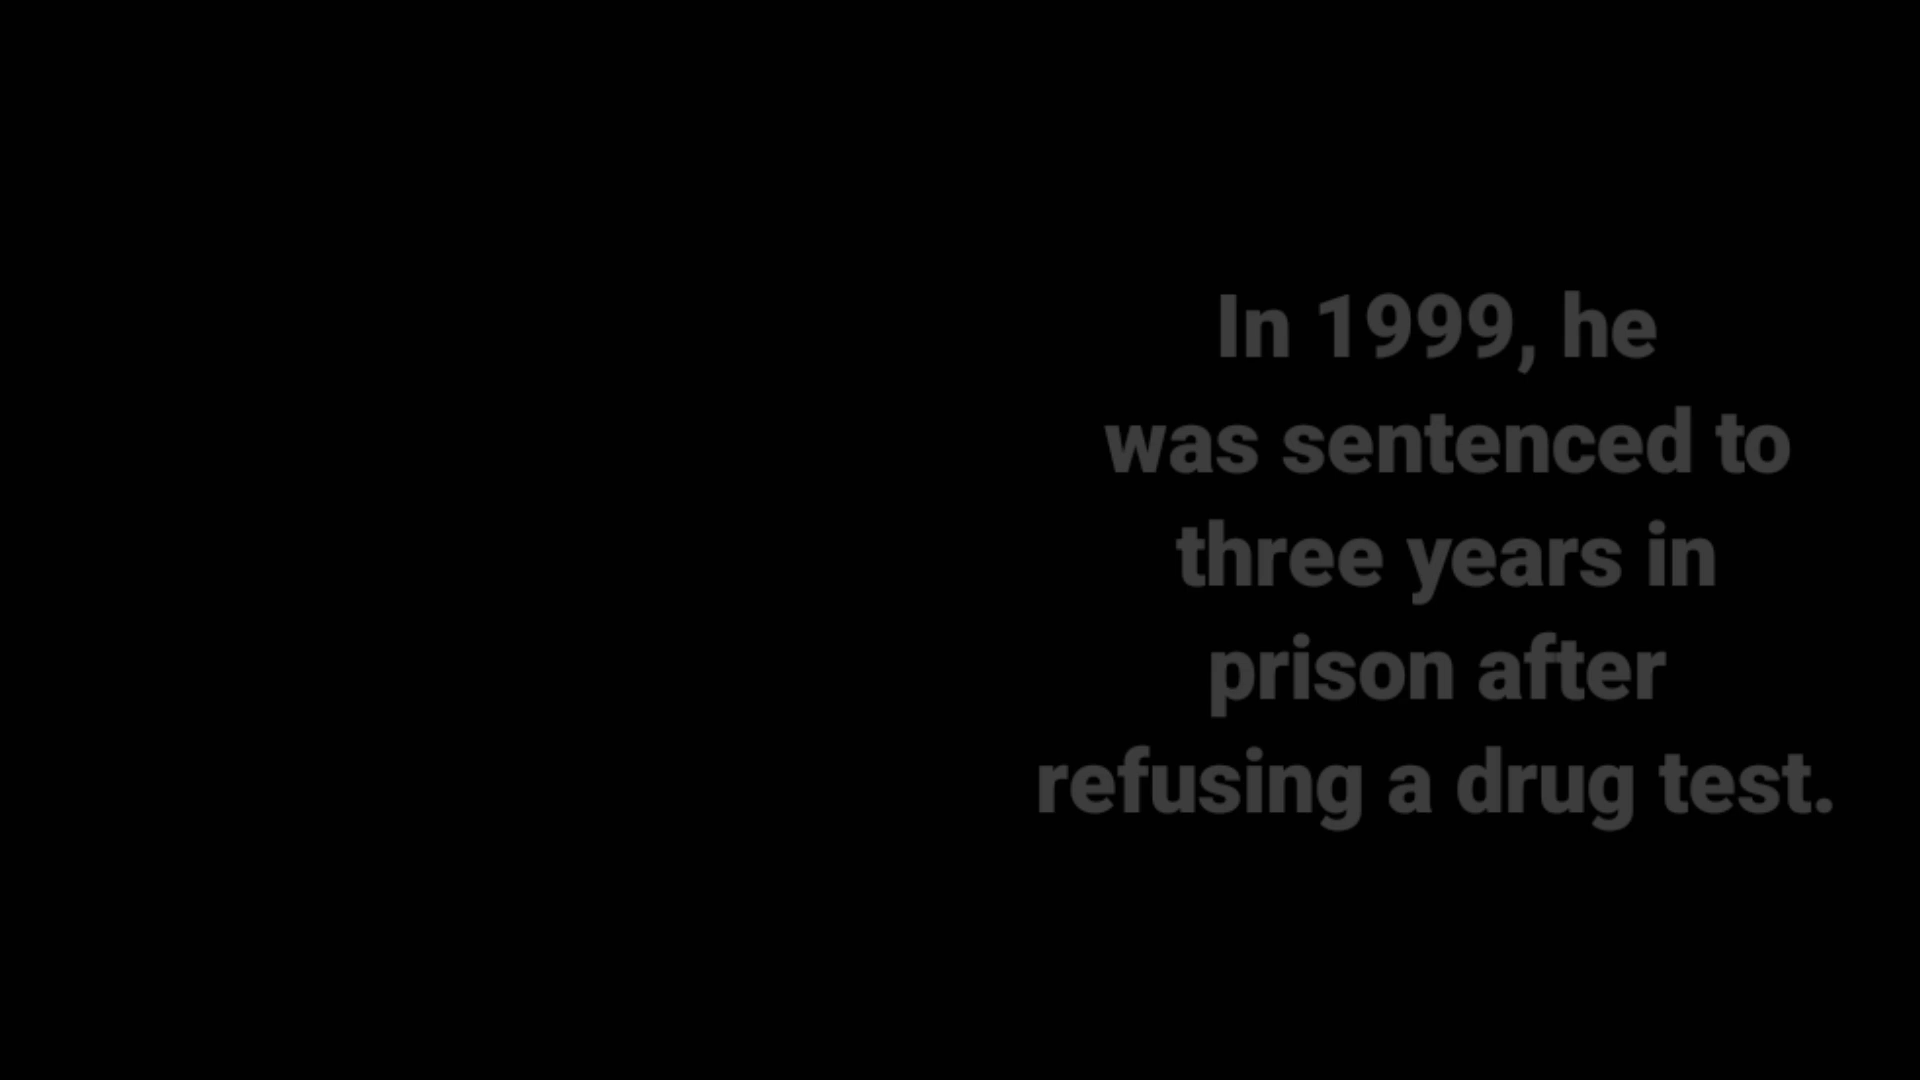 In 1999, he
was sentenced to
three years in
prison after
refusing a drug test.